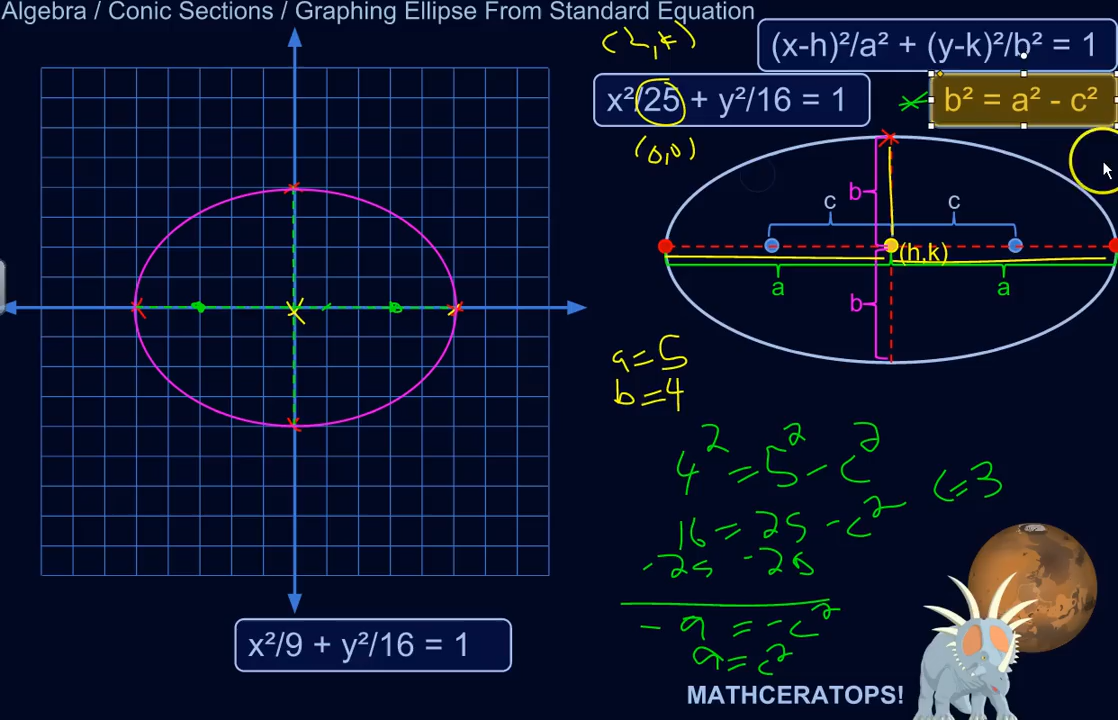 Algebra / Conic Sections / Graphing Ellipse From Standard Equation
(h,k)
(x-h)²/a² + (y-k)²/b² = 1
x²/25 + y²/16 = 1
b² = a² - c²
(0,0)
b
c
c
(h,k)
a
a
b
a=5
b=4
4²=5²-c²
c=3
16=25-c²
-25 -25
-9=-c²
9=c²
x²/9 + y²/16 = 1
MATHCERATOPS!